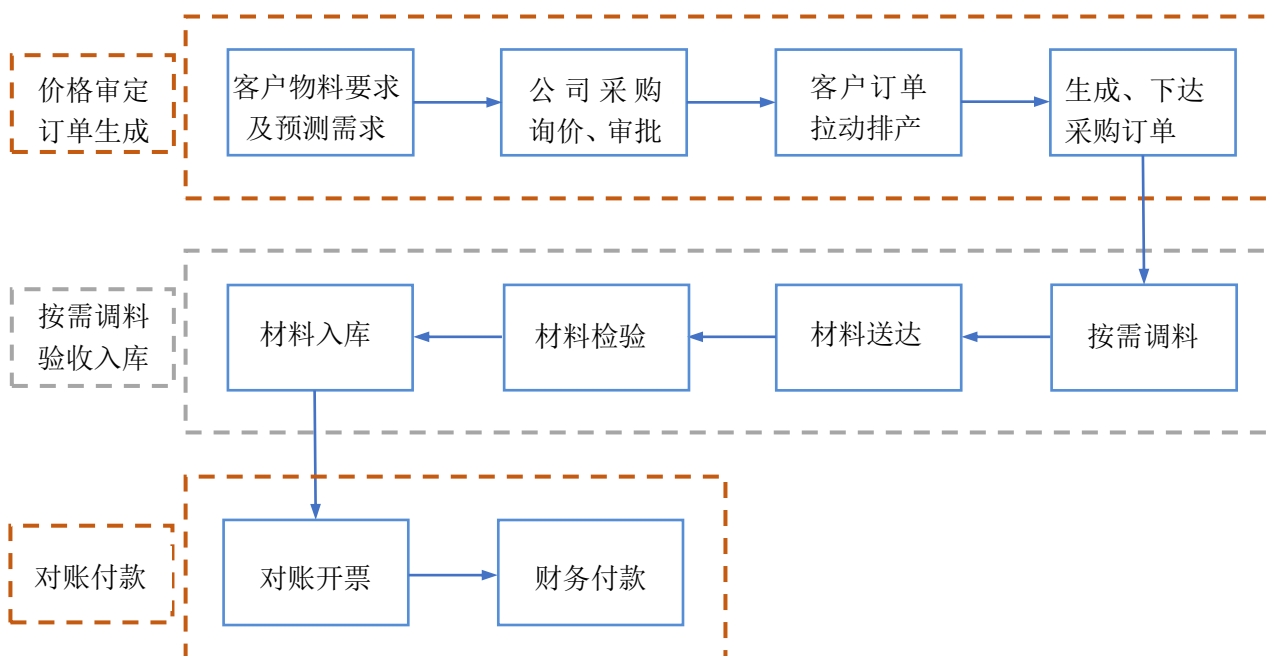 价格审定
订单生成
客户物料要求
及预测需求
公司采购
询价、审批
客户订单
拉动排产
生成、下达
采购订单
按需调料
验收入库
材料入库
材料检验
材料送达
按需调料
对账付款
对账开票
财务付款